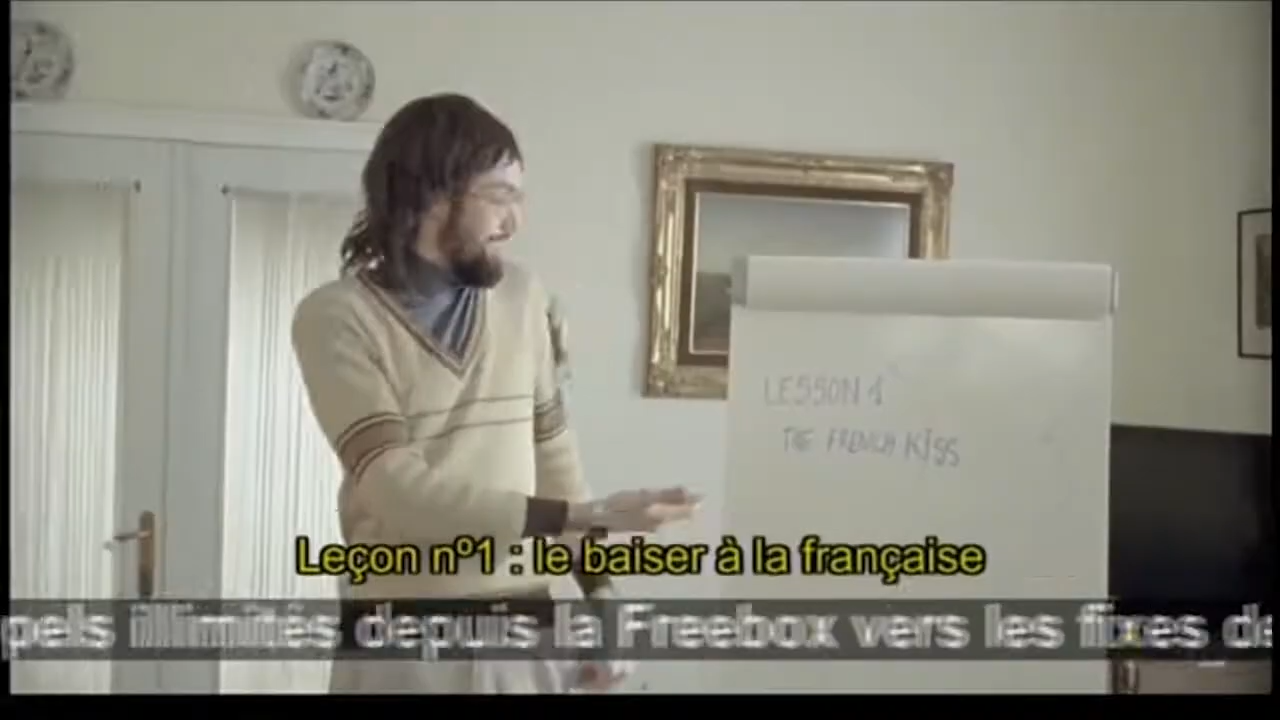 LESSON 1
THE FRENCH KISS
Leçon nº1 : le baiser à la française
pels illimités depuis la Freebox vers les fixes de